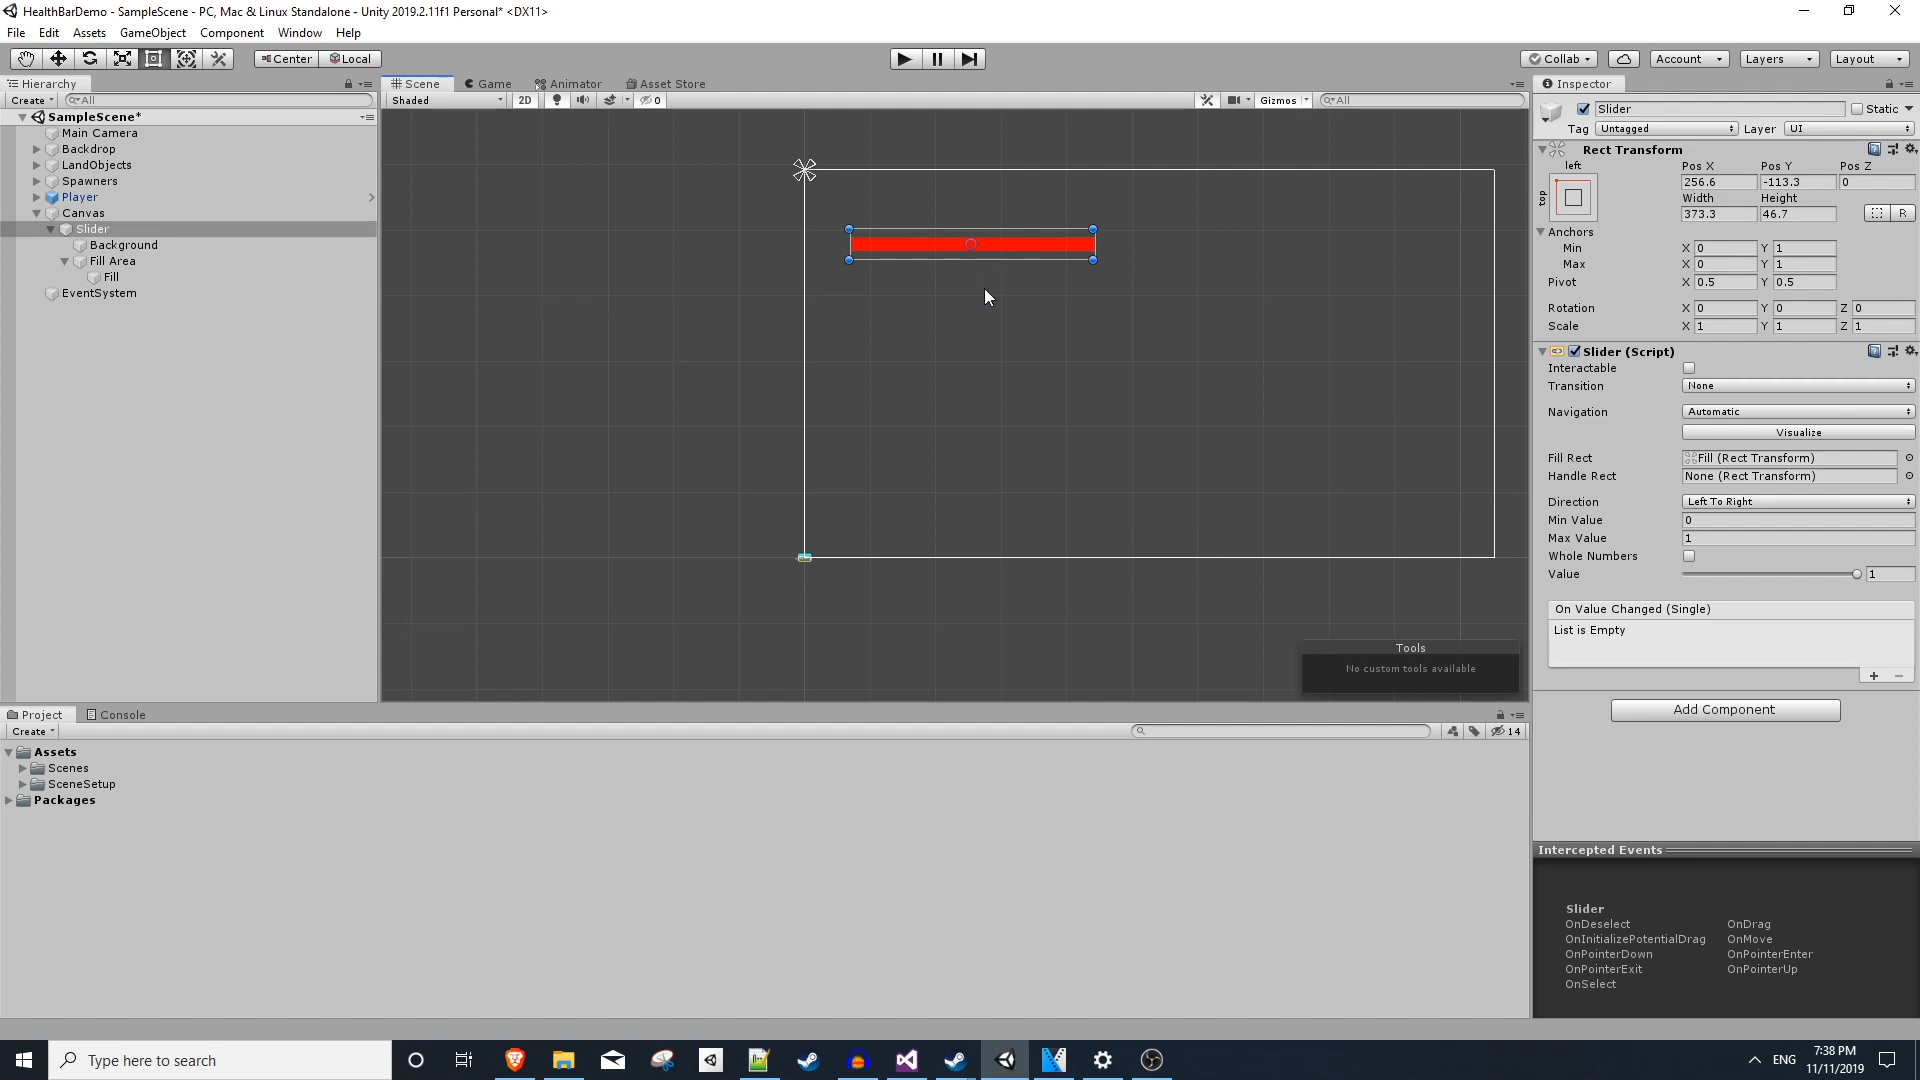 HealthBarDemo - SampleScene - PC, Mac & Linux Standalone - Unity 2019.2.11f1 Personal* <DX11>
File Edit Assets GameObject Component Window Help
Center Local Collab Account Layers Layout
Hierarchy
Create All
SampleScene*
Main Camera
Backdrop
LandObjects
Spawners
Player
Canvas
Slider
Background
Fill Area
Fill
EventSystem
Scene Game Animator Asset Store
Shaded 2D 0 Gizmos All
Tools
No custom tools available
Inspector
Slider Static
Tag Untagged Layer UI
Rect Transform
left Pos X Pos Y Pos Z
top 256.6 -113.3 0
Width Height
373.3 46.7 R
Anchors
Min X 0 Y 1
Max X 0 Y 1
Pivot X 0.5 Y 0.5
Rotation X 0 Y 0 Z 0
Scale X 1 Y 1 Z 1
Slider (Script)
Interactable
Transition None
Navigation Automatic
Visualize
Fill Rect Fill (Rect Transform)
Handle Rect None (Rect Transform)
Direction Left To Right
Min Value 0
Max Value 1
Whole Numbers
Value 1
On Value Changed (Single)
List is Empty
Add Component
Intercepted Events
Slider
OnDeselect OnDrag
OnInitializePotentialDrag OnMove
OnPointerDown OnPointerEnter
OnPointerExit OnPointerUp
OnSelect
Project Console
Create 14
Assets
Scenes
SceneSetup
Packages
Type here to search
ENG 7:38 PM
11/11/2019